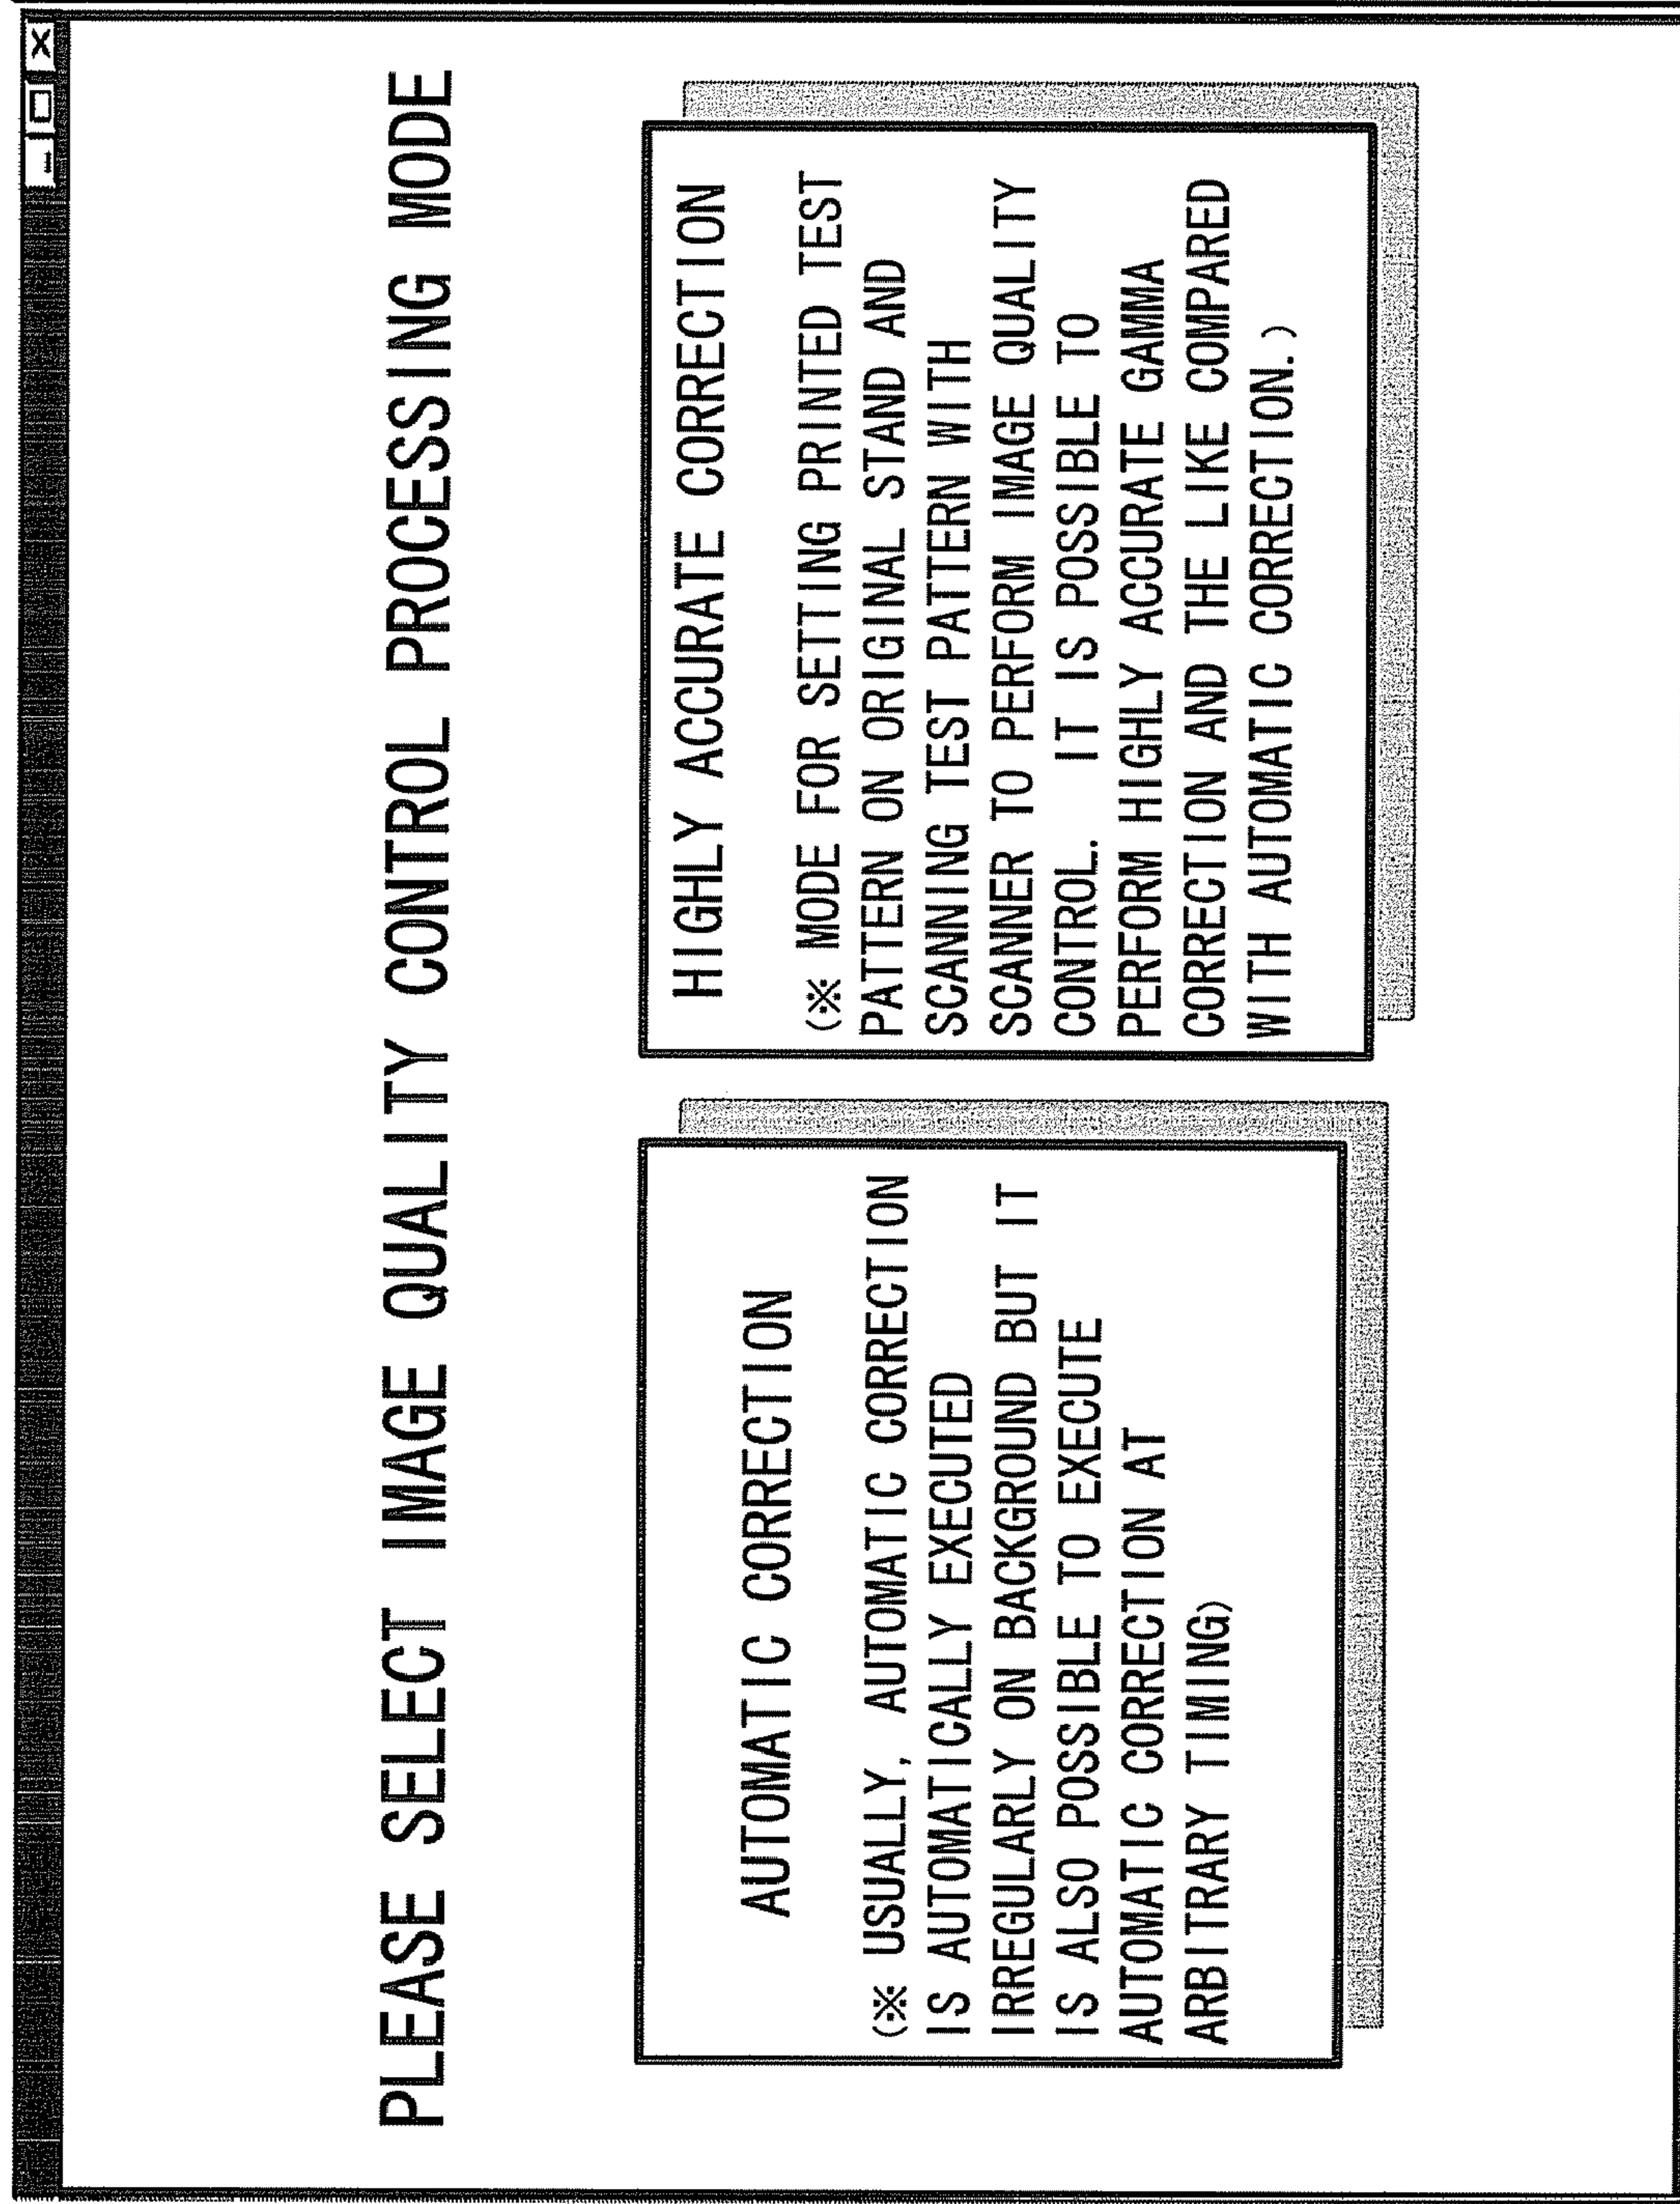 PLEASE SELECT IMAGE QUALITY CONTROL PROCESSING MODE
AUTOMATIC CORRECTION
(※ USUALLY, AUTOMATIC CORRECTION
IS AUTOMATICALLY EXECUTED
IRREGULARLY ON BACKGROUND BUT IT
IS ALSO POSSIBLE TO EXECUTE
AUTOMATIC CORRECTION AT
ARBITRARY TIMING)
HIGHLY ACCURATE CORRECTION
(※ MODE FOR SETTING PRINTED TEST
PATTERN ON ORIGINAL STAND AND
SCANNING TEST PATTERN WITH
SCANNER TO PERFORM IMAGE QUALITY
CONTROL. IT IS POSSIBLE TO
PERFORM HIGHLY ACCURATE GAMMA
CORRECTION AND THE LIKE COMPARED
WITH AUTOMATIC CORRECTION.)